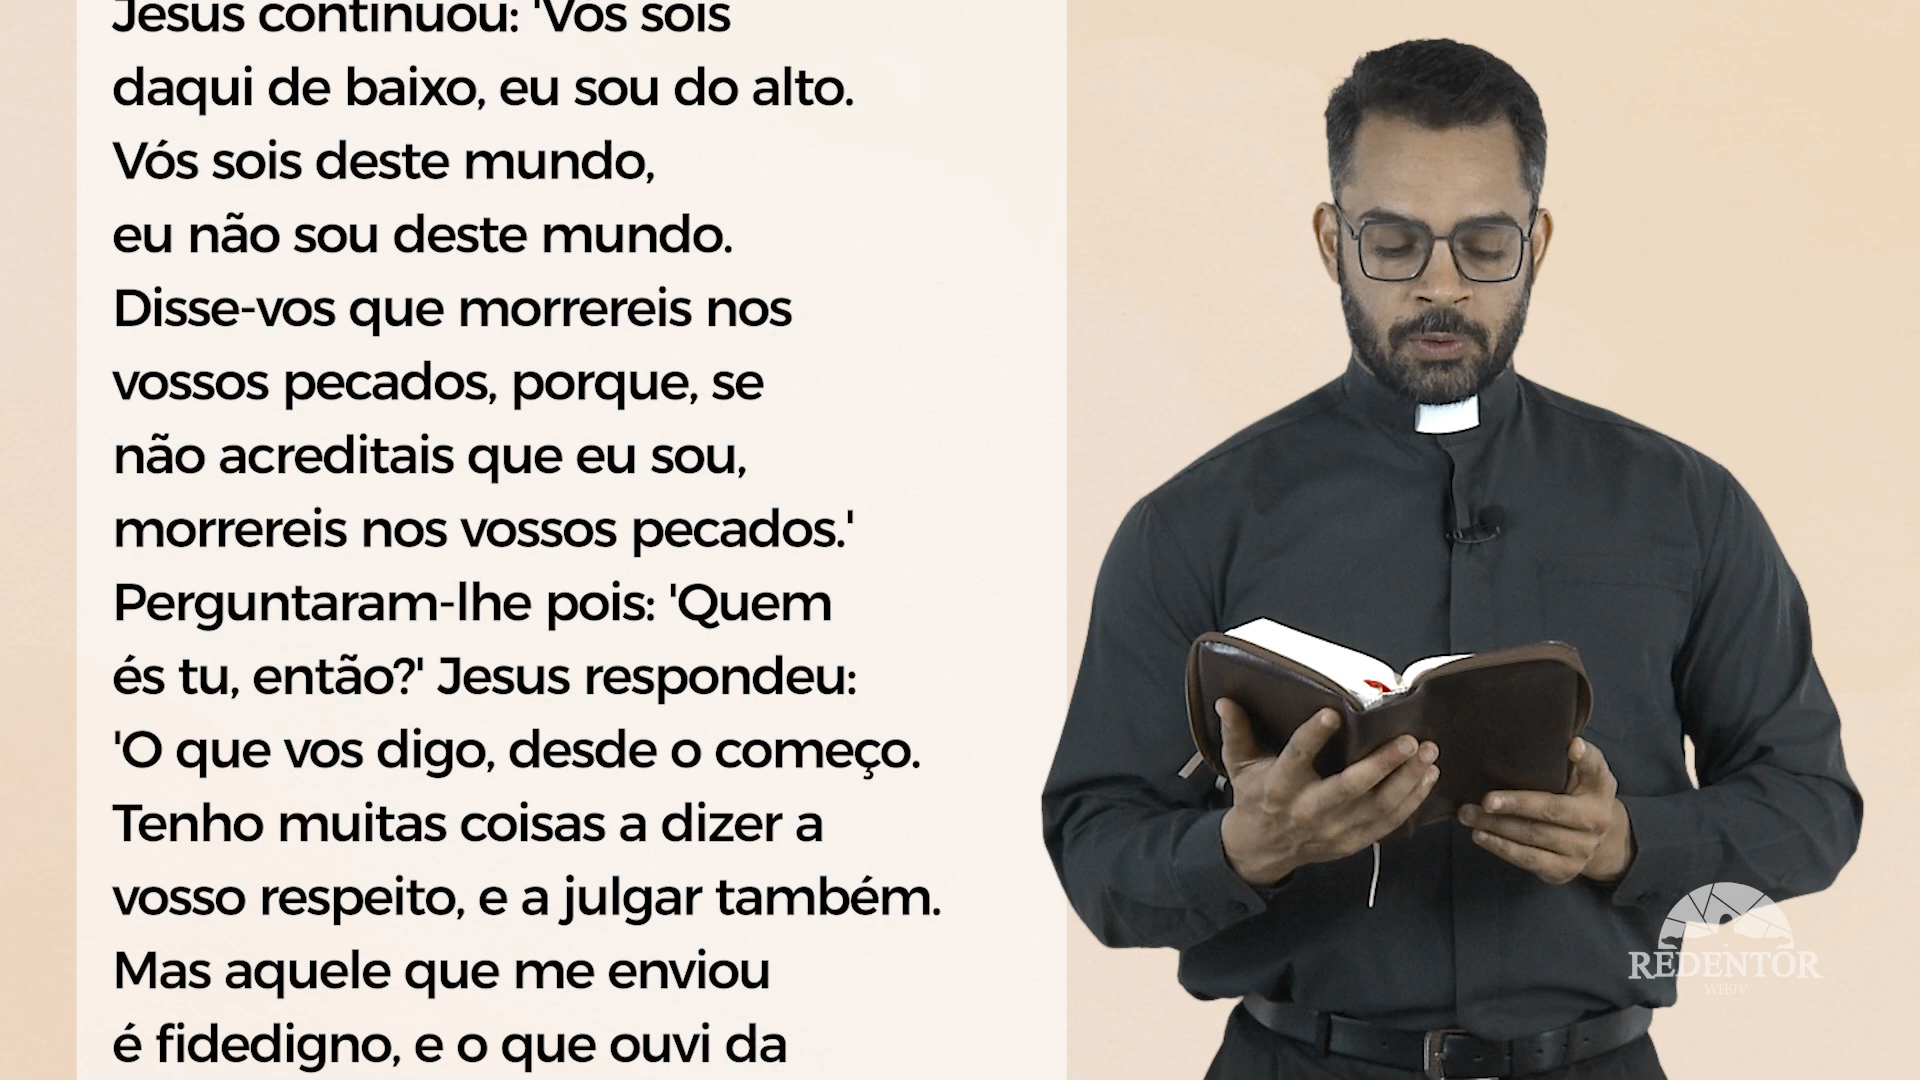 Jesus continuou: 'Vós sois
daqui de baixo, eu sou do alto.
Vós sois deste mundo,
eu não sou deste mundo.
Disse-vos que morrereis nos
vossos pecados, porque, se
não acreditais que eu sou,
morrereis nos vossos pecados.'
Perguntaram-lhe pois: 'Quem
és tu, então?' Jesus respondeu:
'O que vos digo, desde o começo.
Tenho muitas coisas a dizer a
vosso respeito, e a julgar também.
Mas aquele que me enviou
é fidedigno, e o que ouvi da
REDENTOR
WEBTV